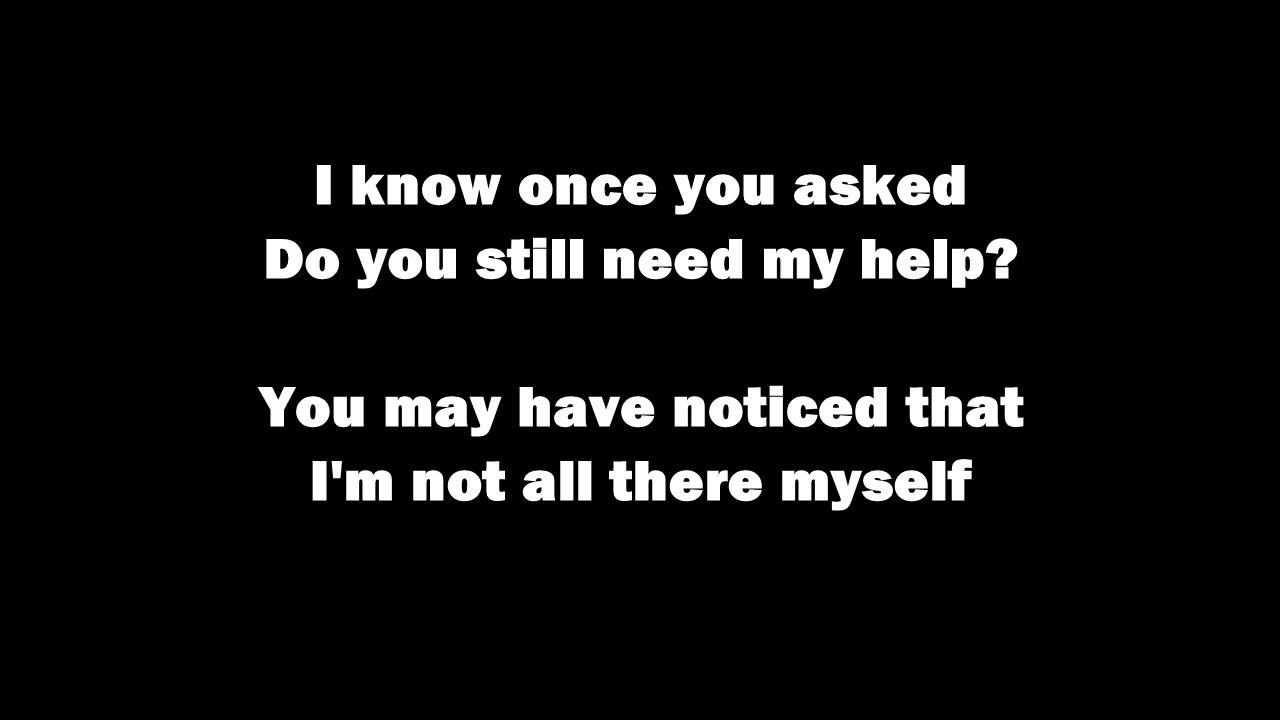 I know once you asked
Do you still need my help?
You may have noticed that
I'm not all there myself